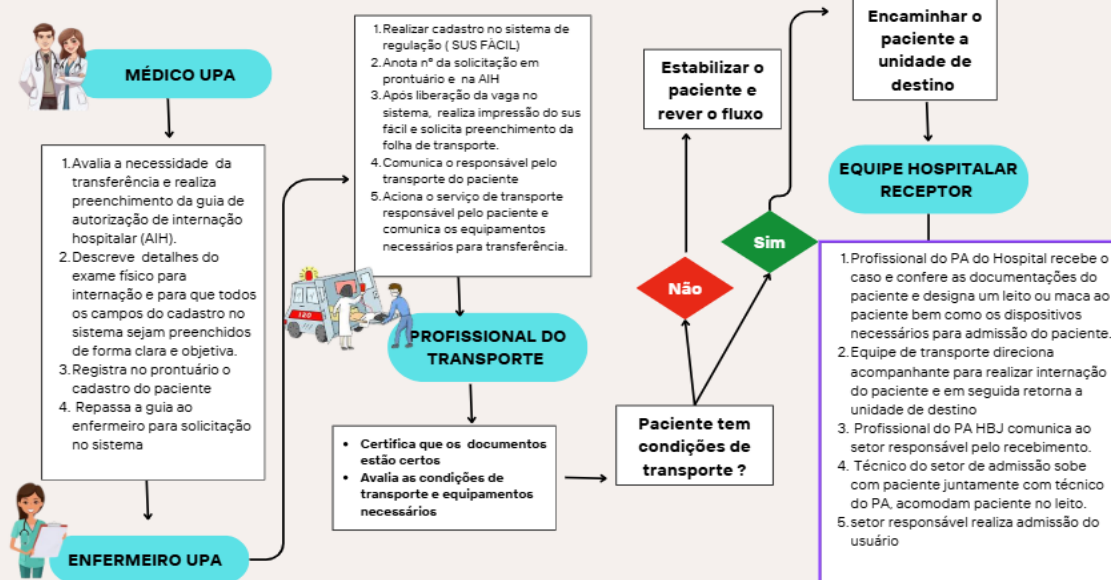 MÉDICO UPA
1. Avalia a necessidade da
transferência e realiza
preenchimento da guia de
autorização de internação
hospitalar (AIH).
2. Descreve detalhes do
exame físico para
internação e para que todos
os campos do cadastro no
sistema sejam preenchidos
de forma clara e objetiva.
3. Registra no prontuário o
cadastro do paciente
4. Repassa a guia ao
enfermeiro para solicitação
no sistema
ENFERMEIRO UPA
1. Realizar cadastro no sistema de
regulação ( SUS FÀCIL)
2. Anota nº da solicitação em
prontuário e na AIH
3. Após liberação da vaga no
sistema, realiza impressão do sus
fácil e solicita preenchimento da
folha de transporte.
4. Comunica o responsável pelo
transporte do paciente
5. Aciona o serviço de transporte
responsável pelo paciente e
comunica os equipamentos
necessários para transferência.
120
PROFISSIONAL DO
TRANSPORTE
• Certifica que os documentos
estão certos
• Avalia as condições de
transporte e equipamentos
necessários
Paciente tem
condições de
transporte ?
Não
Sim
Estabilizar o
paciente e
rever o fluxo
Encaminhar o
paciente a
unidade de
destino
EQUIPE HOSPITALAR
RECEPTOR
1. Profissional do PA do Hospital recebe o
caso e confere as documentações do
paciente e designa um leito ou maca ao
paciente bem como os dispositivos
necessários para admissão do paciente.
2. Equipe de transporte direciona
acompanhante para realizar internação
do paciente e em seguida retorna a
unidade de destino
3. Profissional do PA HBJ comunica ao
setor responsável pelo recebimento.
4. Técnico do setor de admissão sobe
com paciente juntamente com técnico
do PA, acomodam paciente no leito.
5. setor responsável realiza admissão do
usuário